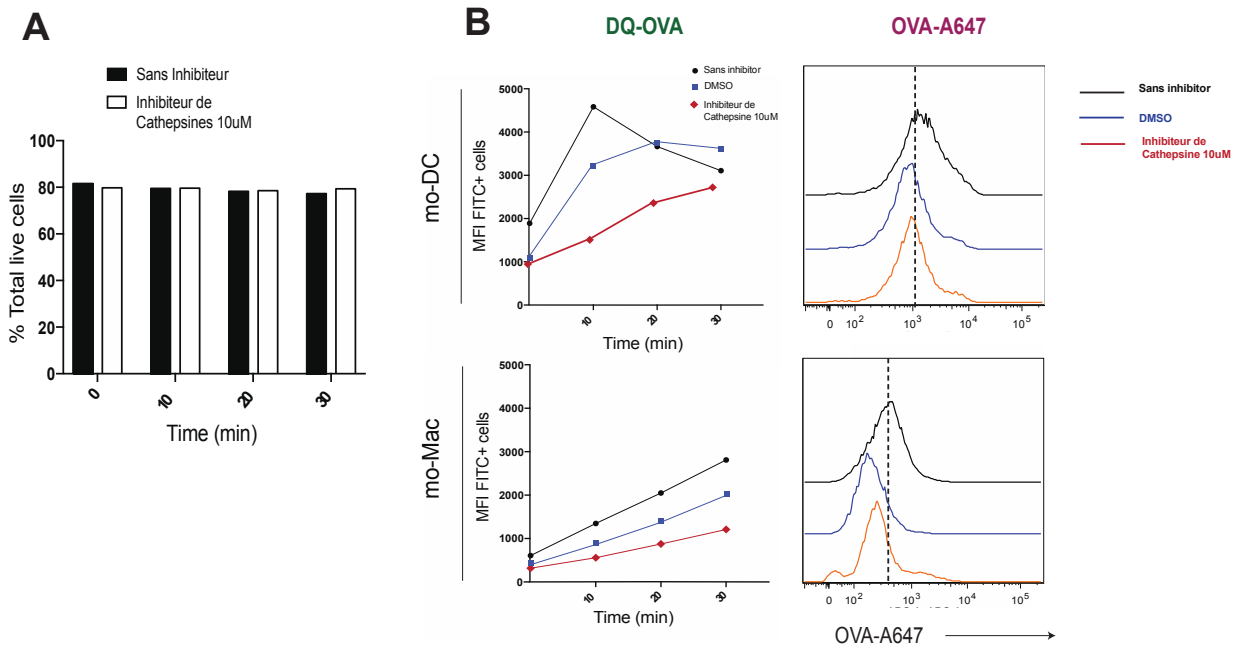 A
Sans Inhibiteur
Inhibiteur de
Cathepsines 10uM
% Total live cells
100
80
60
40
20
0
0
10
20
30
Time (min)
B
DQ-OVA
OVA-A647
mo-DC
MFI FITC+ cells
5000
4000
3000
2000
1000
0
Sans inhibitor
DMSO
Inhibiteur de
Cathepsine 10uM
10
20
30
Time (min)
0
10²
10³
10⁴
10⁵
Sans inhibitor
DMSO
Inhibiteur de
Cathepsine 10uM
mo-Mac
MFI FITC+ cells
5000
4000
3000
2000
1000
0
10
20
30
Time (min)
0
10²
10³
10⁴
10⁵
OVA-A647